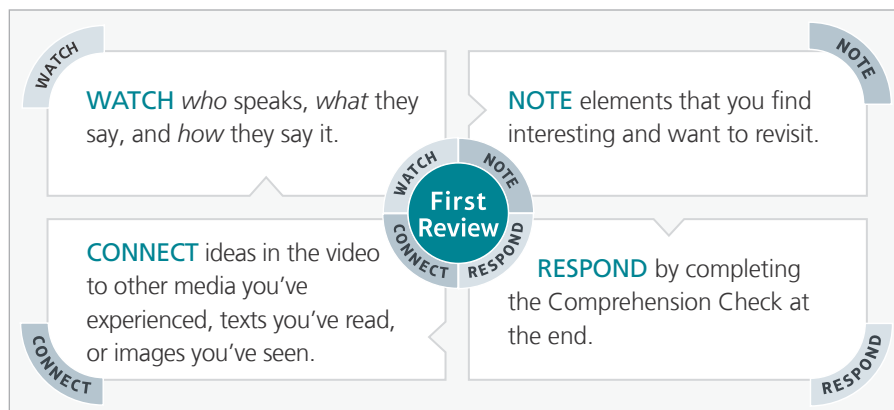 WATCH
WATCH who speaks, what they
say, and how they say it.
NOTE
NOTE elements that you find
interesting and want to revisit.
WATCH
NOTE
First
Review
CONNECT
RESPOND
CONNECT ideas in the video
to other media you've
experienced, texts you've read,
or images you've seen.
CONNECT
RESPOND by completing
the Comprehension Check at
the end.
RESPOND